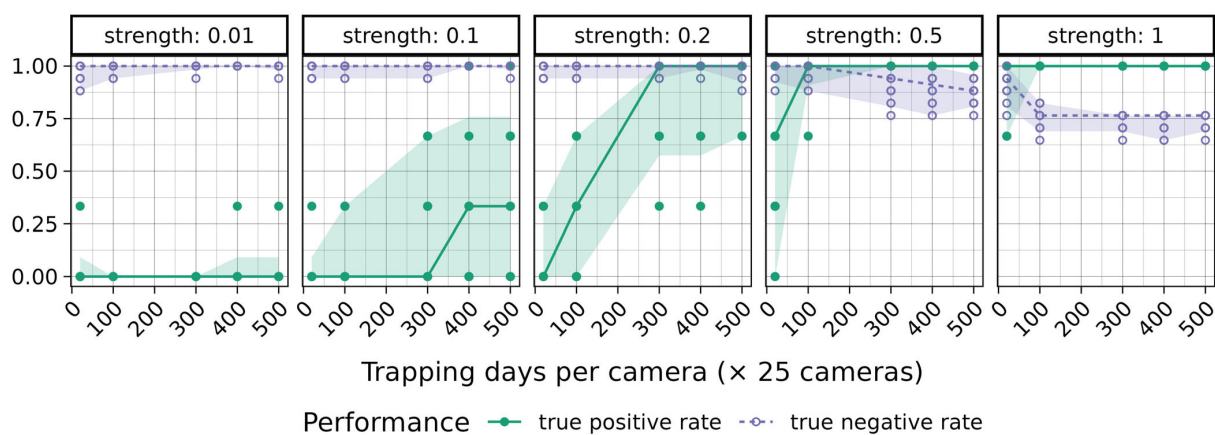 strength: 0.01 strength: 0.1 strength: 0.2 strength: 0.5 strength: 1
1.00
0.75
0.50
0.25
0.00
0 100 200 300 400 500 0 100 200 300 400 500 0 100 200 300 400 500 0 100 200 300 400 500 0 100 200 300 400 500
Trapping days per camera (× 25 cameras)
Performance true positive rate true negative rate